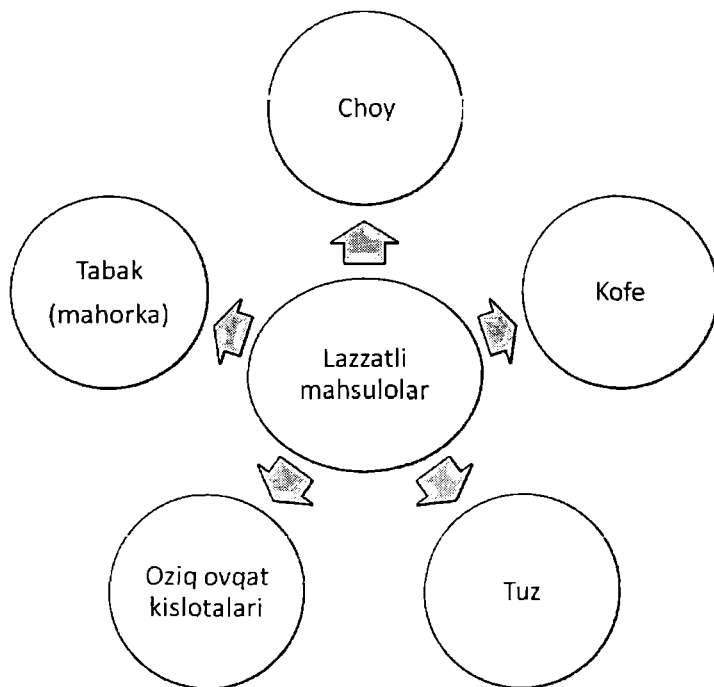 Choy
Tabak
(mahorka)
Kofe
Lazzatli
mahsulolar
Oziq ovqat
kislotalari
Tuz